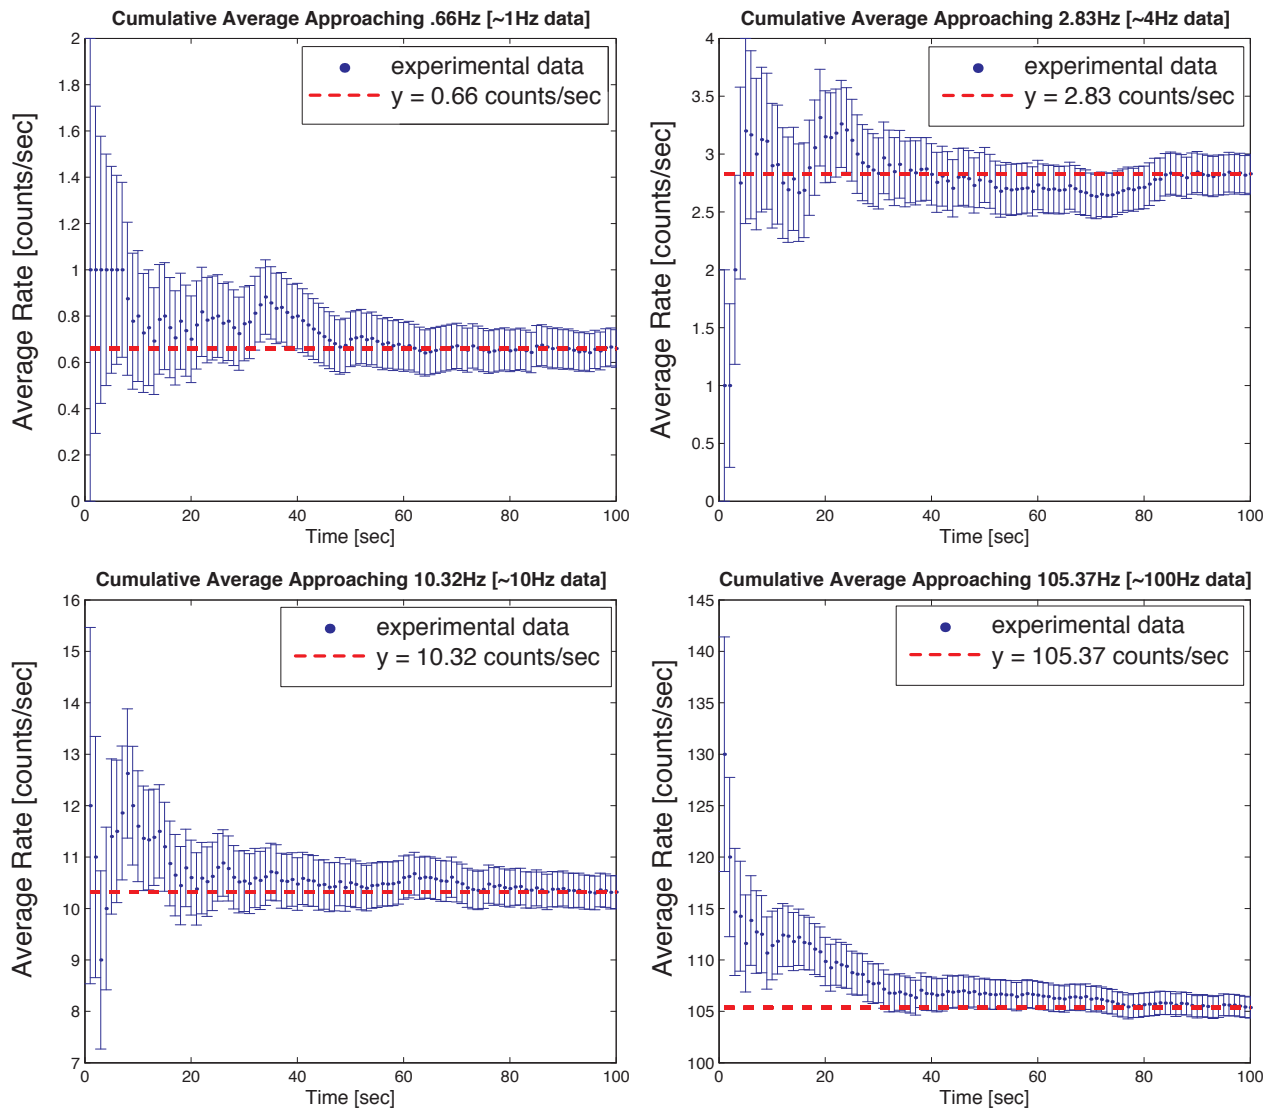 Cumulative Average Approaching .66Hz [~1Hz data]
experimental data
y = 0.66 counts/sec
Average Rate [counts/sec]
2
1.8
1.6
1.4
1.2
1
0.8
0.6
0.4
0.2
0
0 20 40 60 80 100
Time [sec]
Cumulative Average Approaching 2.83Hz [~4Hz data]
experimental data
y = 2.83 counts/sec
Average Rate [counts/sec]
4
3.5
3
2.5
2
1.5
1
0.5
0
0 20 40 60 80 100
Time [sec]
Cumulative Average Approaching 10.32Hz [~10Hz data]
experimental data
y = 10.32 counts/sec
Average Rate [counts/sec]
16
15
14
13
12
11
10
9
8
7
0 20 40 60 80 100
Time [sec]
Cumulative Average Approaching 105.37Hz [~100Hz data]
experimental data
y = 105.37 counts/sec
Average Rate [counts/sec]
145
140
135
130
125
120
115
110
105
100
0 20 40 60 80 100
Time [sec]